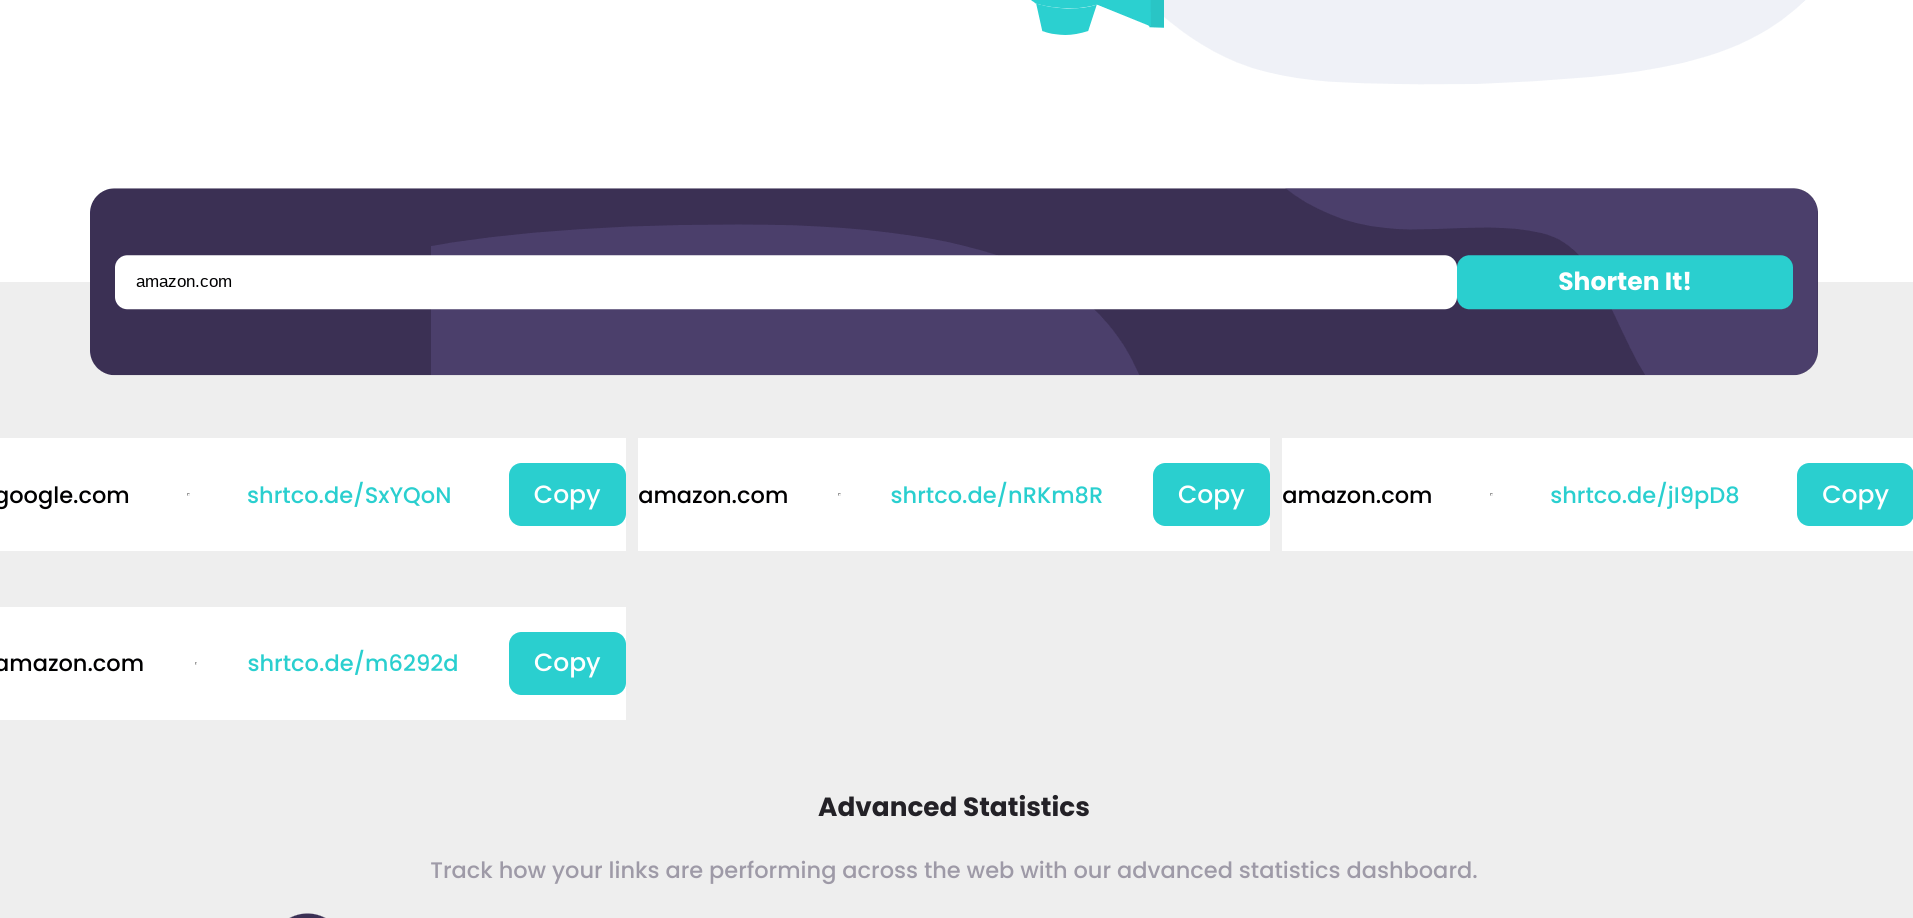 amazon.com Shorten It!
google.com shrtco.de/SxYQoN Copy amazon.com shrtco.de/nRKm8R Copy amazon.com shrtco.de/jI9pD8 Copy
amazon.com shrtco.de/m6292d Copy
Advanced Statistics
Track how your links are performing across the web with our advanced statistics dashboard.